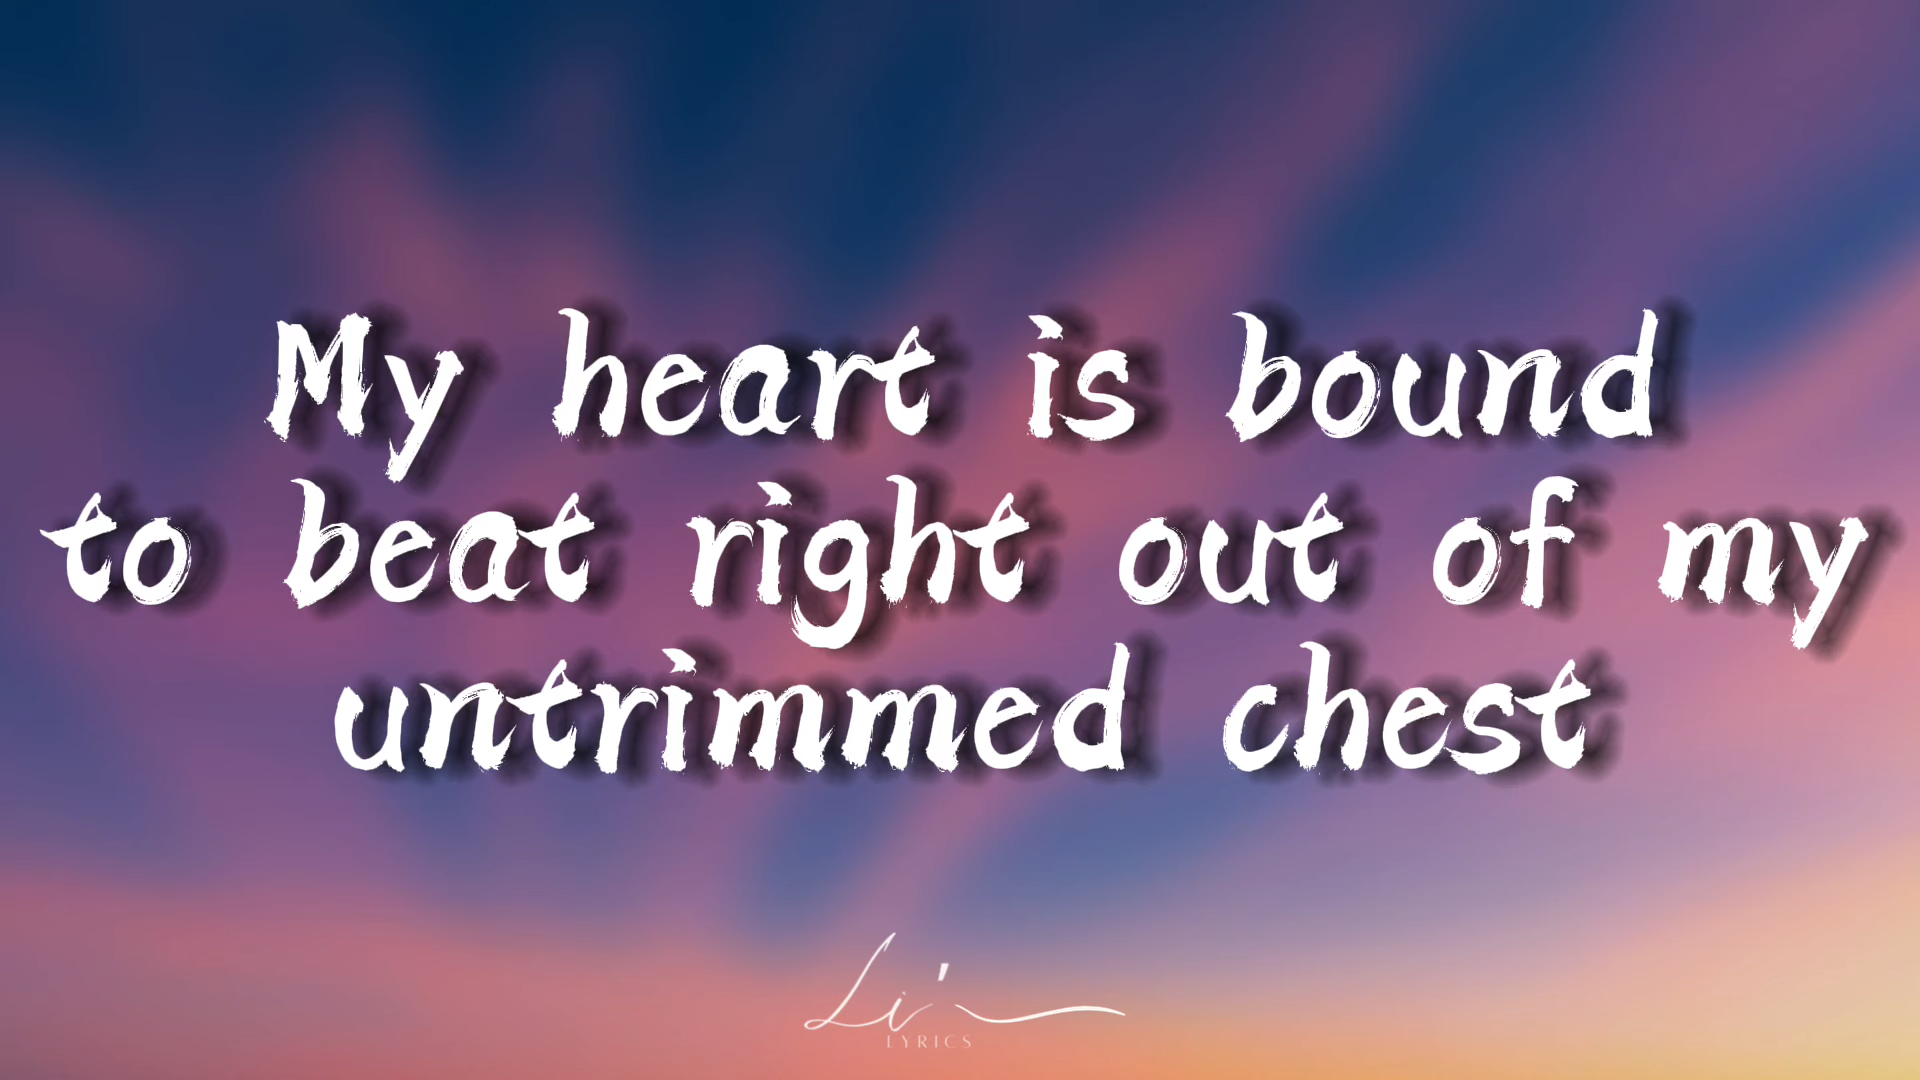 My heart is bound
to beat right out of my
untrimmed chest
Li'
LYRICS